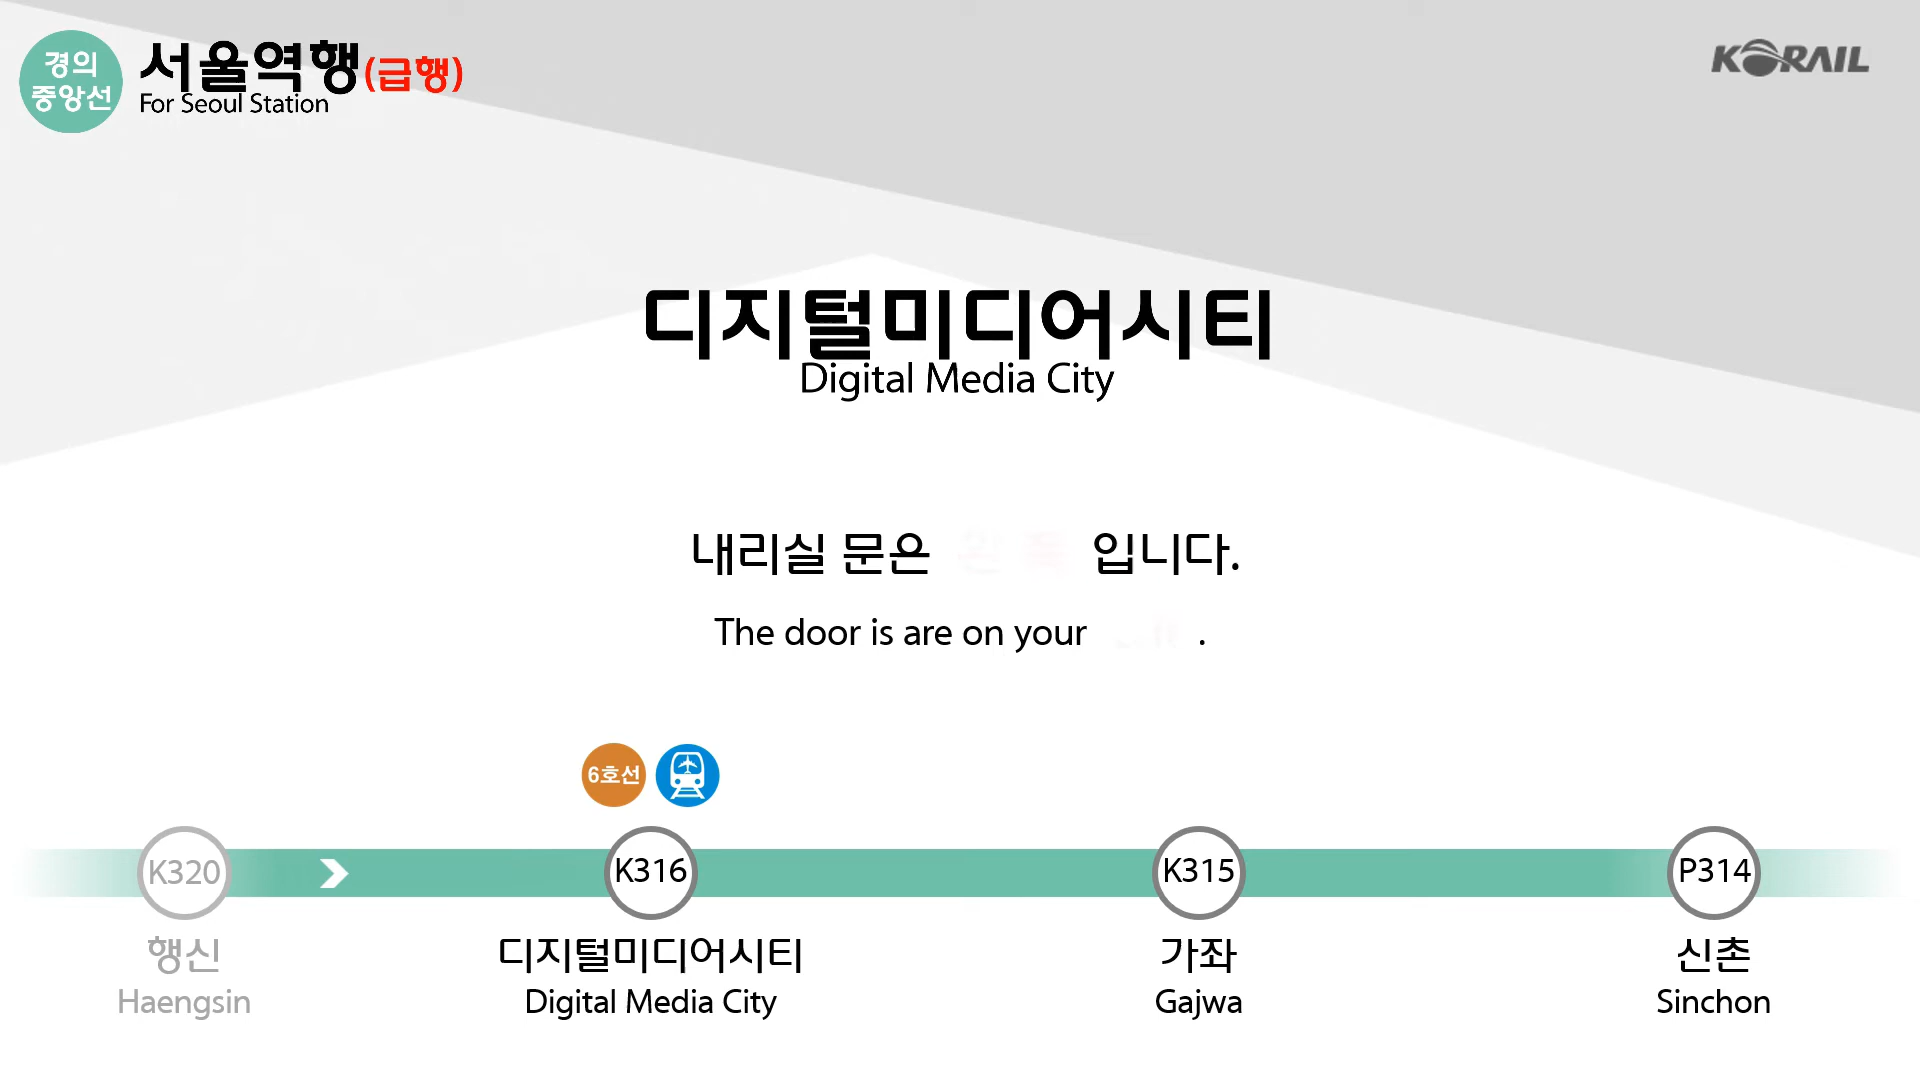 경의
중앙선
서울역행(급행)
For Seoul Station
KORAIL
디지털미디어시티
Digital Media City
내리실 문은 입니다.
The door is are on your .
6호선
K320
K316
K315
P314
행신
디지털미디어시티
가좌
신촌
Haengsin
Digital Media City
Gajwa
Sinchon